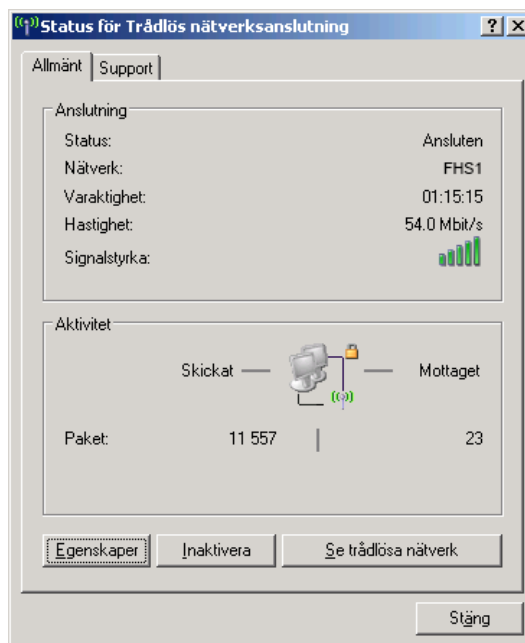 Status för Trådlös nätverksanslutning
Allmänt Support
Anslutning
Status: Ansluten
Nätverk: FHS1
Varaktighet: 01:15:15
Hastighet: 54.0 Mbit/s
Signalstyrka:
Aktivitet
Skickat Mottaget
Paket: 11 557 23
Egenskaper Inaktivera Se trådlösa nätverk
Stäng